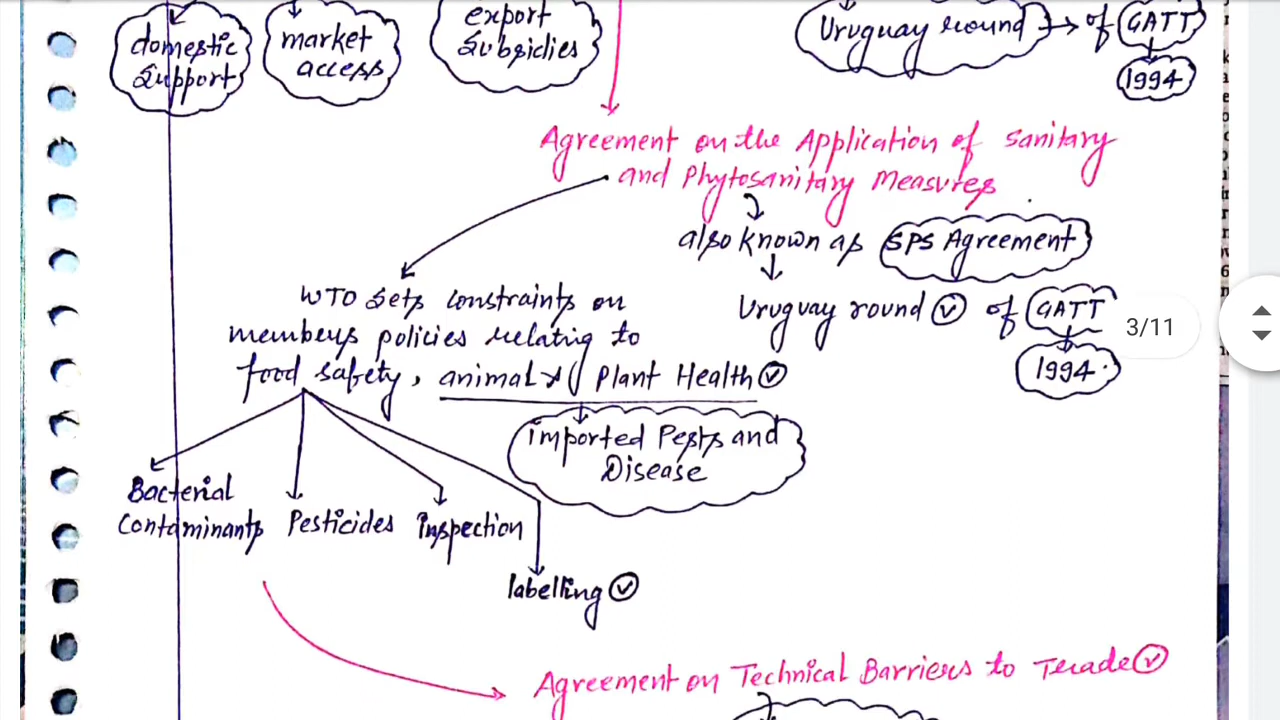 domestic
support
market
access
export
subsidies
Uruguay round → of GATT
1994
Agreement on the Application of Sanitary
and Phytosanitary Measures
also known as SPS Agreement
Uruguay round of GATT
1994
WTO sets constraints on
members policies relating to
food safety, animal & Plant Health
imported Pests and
Disease
Bacterial
Contaminants
Pesticides
inspection
labelling
Agreement on Technical Barriers to Trade
3/11